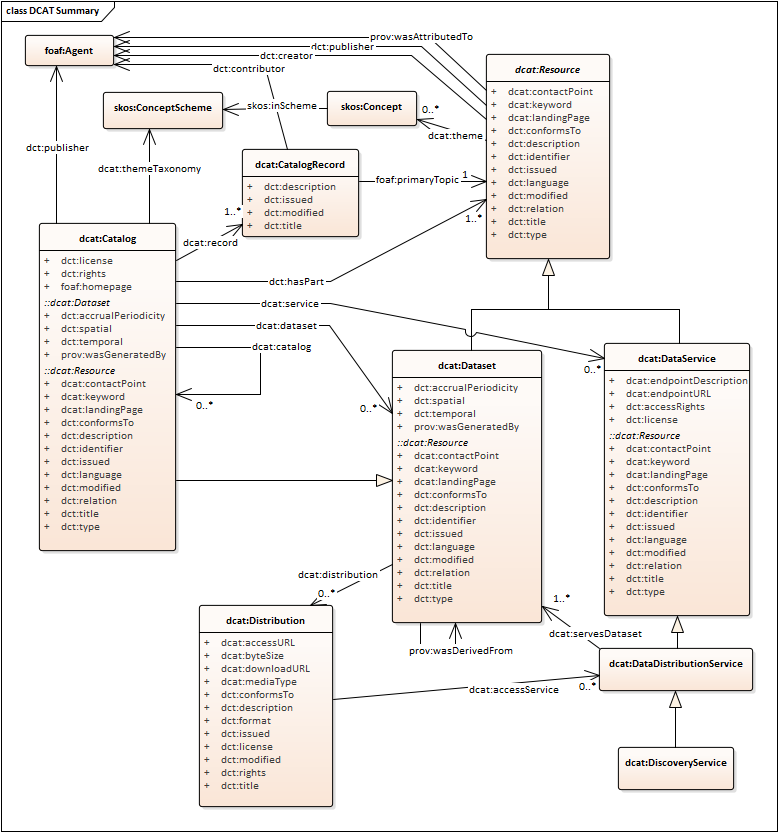 class DCAT Summary
foaf:Agent
prov:wasAttributedTo
dct:publisher
dct:creator
dct:contributor
dcat:Resource
+ dcat:contactPoint
+ dcat:keyword
+ dcat:landingPage
+ dct:conformsTo
+ dct:description
+ dct:identifier
+ dct:issued
+ dct:language
+ dct:modified
+ dct:relation
+ dct:title
+ dct:type
skos:ConceptScheme
skos:inScheme
skos:Concept
0..*
dcat:theme
dct:publisher
dcat:themeTaxonomy
dcat:CatalogRecord
+ dct:description
+ dct:issued
+ dct:modified
+ dct:title
foaf:primaryTopic
1
1..*
1..*
dcat:record
dct:hasPart
dcat:Catalog
+ dct:license
+ dct:rights
+ foaf:homepage
::dcat:Dataset
+ dct:accrualPeriodicity
+ dct:spatial
+ dct:temporal
+ prov:wasGeneratedBy
::dcat:Resource
+ dcat:contactPoint
+ dcat:keyword
+ dcat:landingPage
+ dct:conformsTo
+ dct:description
+ dct:identifier
+ dct:issued
+ dct:language
+ dct:modified
+ dct:relation
+ dct:title
+ dct:type
dcat:service
dcat:dataset
dcat:catalog
0..*
0..*
0..*
dcat:Dataset
+ dct:accrualPeriodicity
+ dct:spatial
+ dct:temporal
+ prov:wasGeneratedBy
::dcat:Resource
+ dcat:contactPoint
+ dcat:keyword
+ dcat:landingPage
+ dct:conformsTo
+ dct:description
+ dct:identifier
+ dct:issued
+ dct:language
+ dct:modified
+ dct:relation
+ dct:title
+ dct:type
dcat:DataService
+ dcat:endpointDescription
+ dcat:endpointURL
+ dct:accessRights
+ dct:license
::dcat:Resource
+ dcat:contactPoint
+ dcat:keyword
+ dcat:landingPage
+ dct:conformsTo
+ dct:description
+ dct:identifier
+ dct:issued
+ dct:language
+ dct:modified
+ dct:relation
+ dct:title
+ dct:type
dcat:distribution
0..*
1..*
dcat:servesDataset
prov:wasDerivedFrom
dcat:Distribution
+ dcat:accessURL
+ dcat:byteSize
+ dcat:downloadURL
+ dcat:mediaType
+ dct:conformsTo
+ dct:description
+ dct:format
+ dct:issued
+ dct:license
+ dct:modified
+ dct:rights
+ dct:title
dcat:accessService
0..*
dcat:DataDistributionService
dcat:DiscoveryService